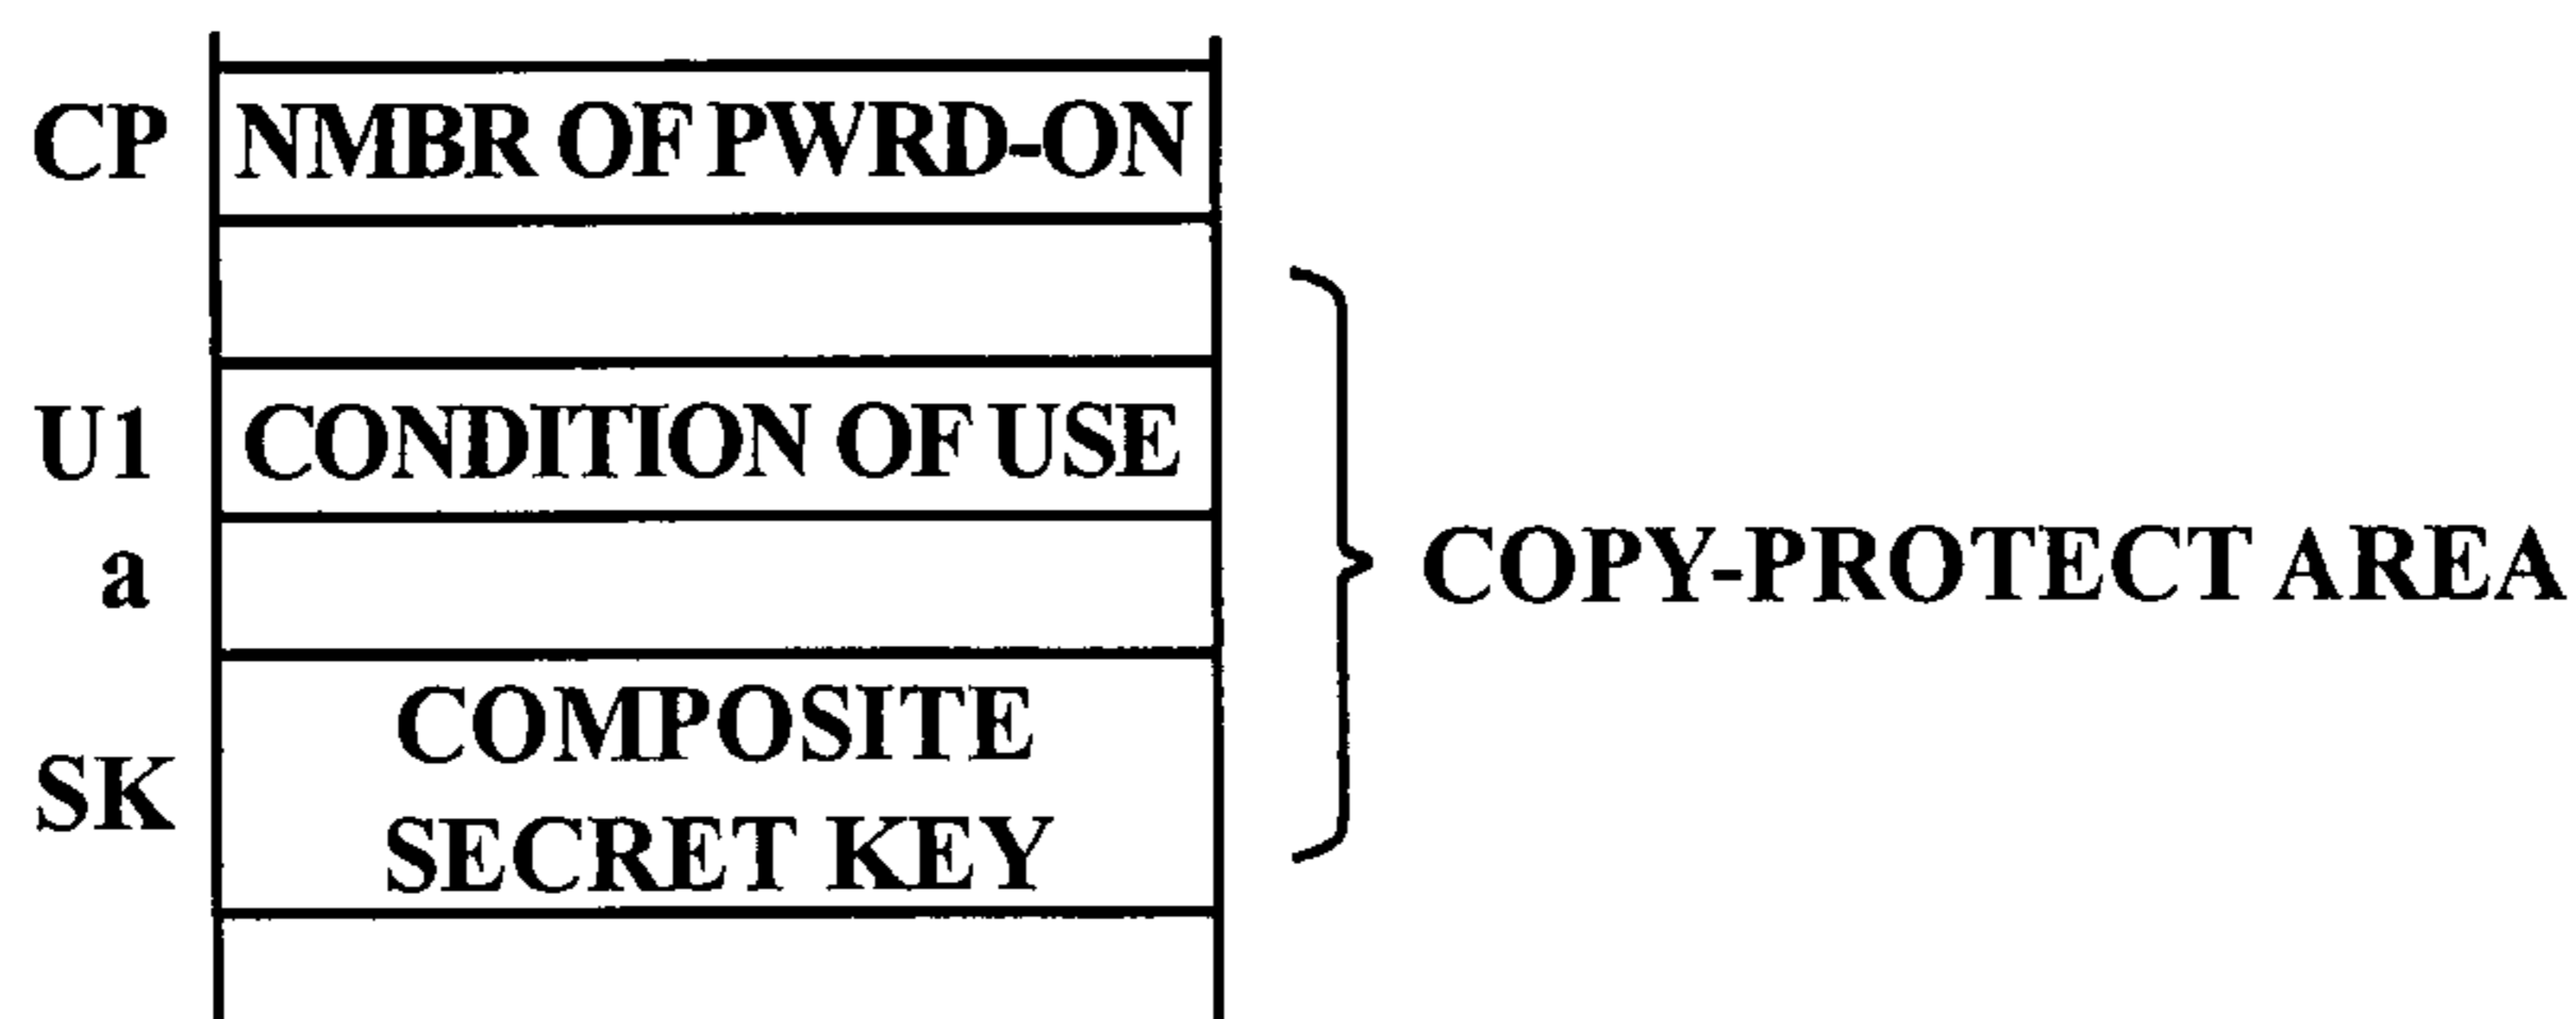 CP NMBR OF PWRD-ON
U1 CONDITION OF USE
a
COPY-PROTECT AREA
SK COMPOSITE
SECRET KEY